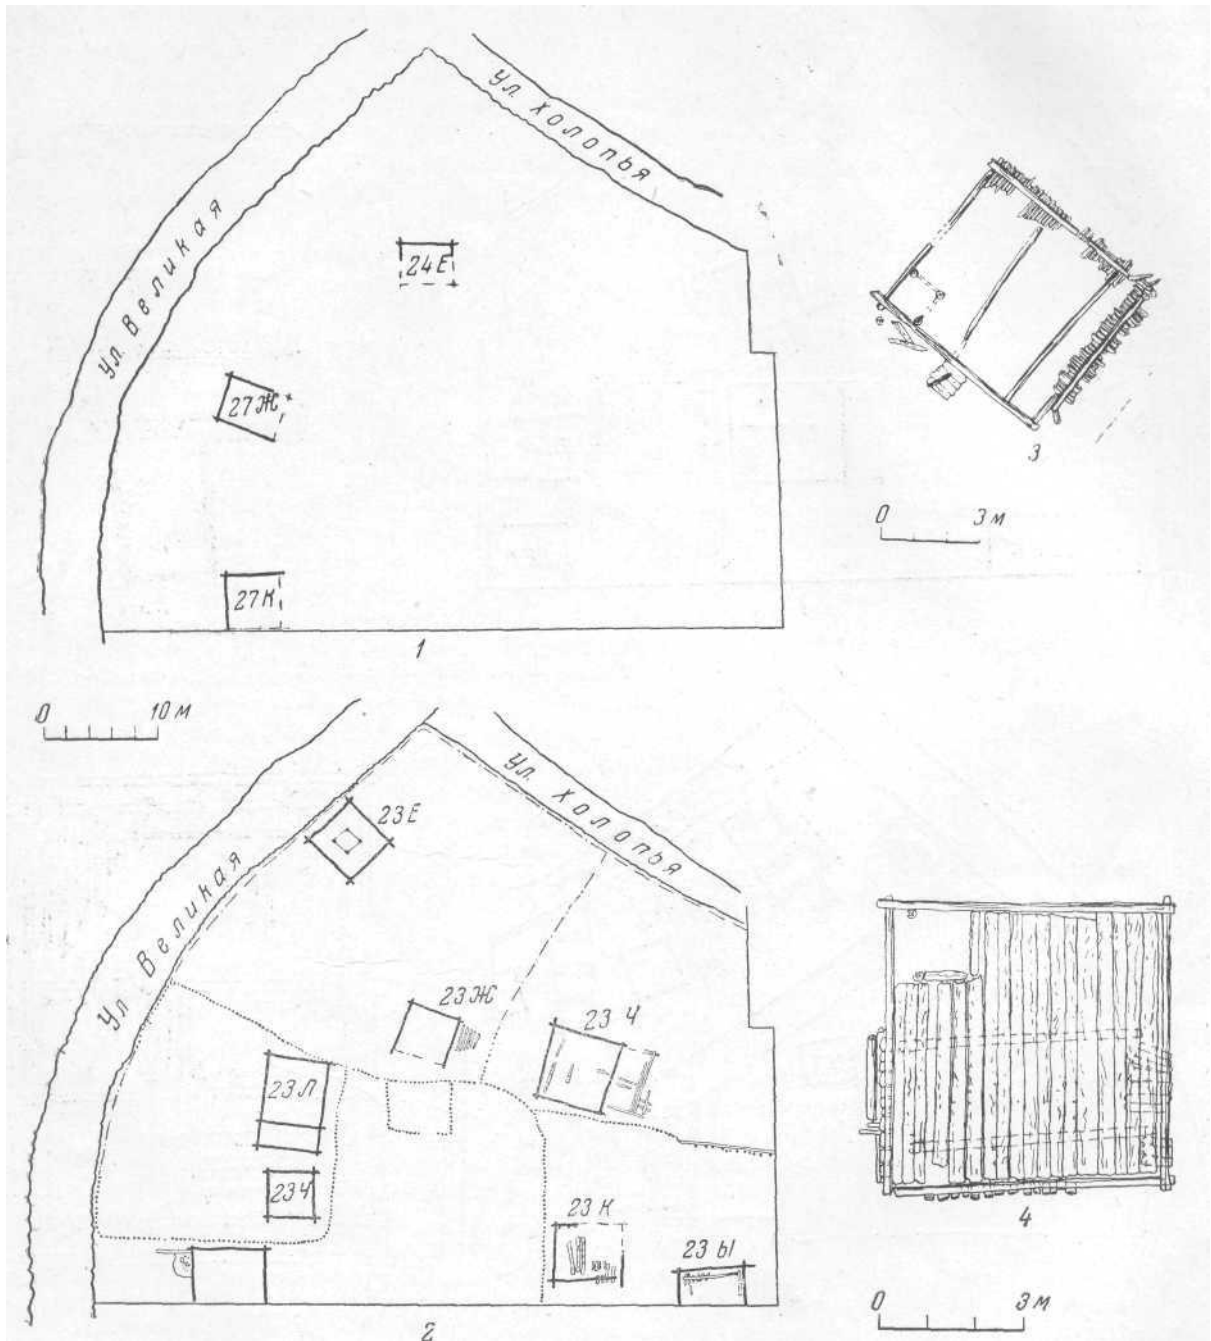 ул. Великая
ул. Холопья
24 Е
27 Ж
27 К
1
0 3 м
3
0 10 м
ул Великая
ул. Холопья
23 Е
23 Ж
23 Ч
23 Л
23 Ч
23 К
23 Ы
2
4
0 3 м